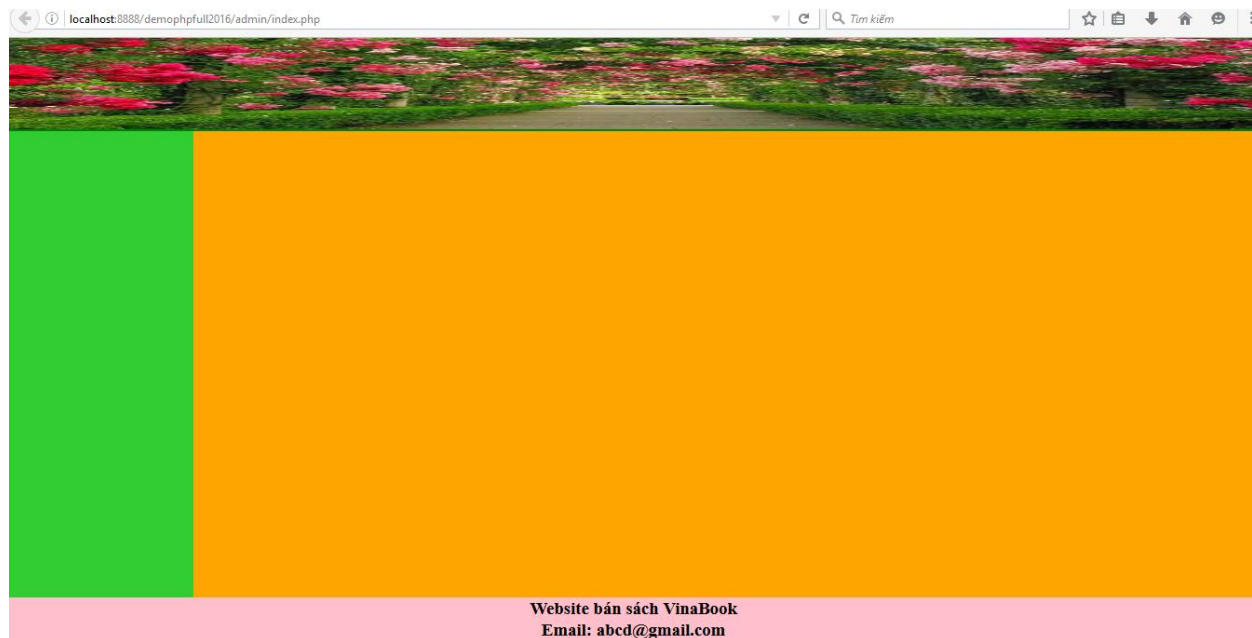 localhost:8888/demophpfull2016/admin/index.php
Tìm kiếm
Website bán sách VinaBook
Email: abcd@gmail.com